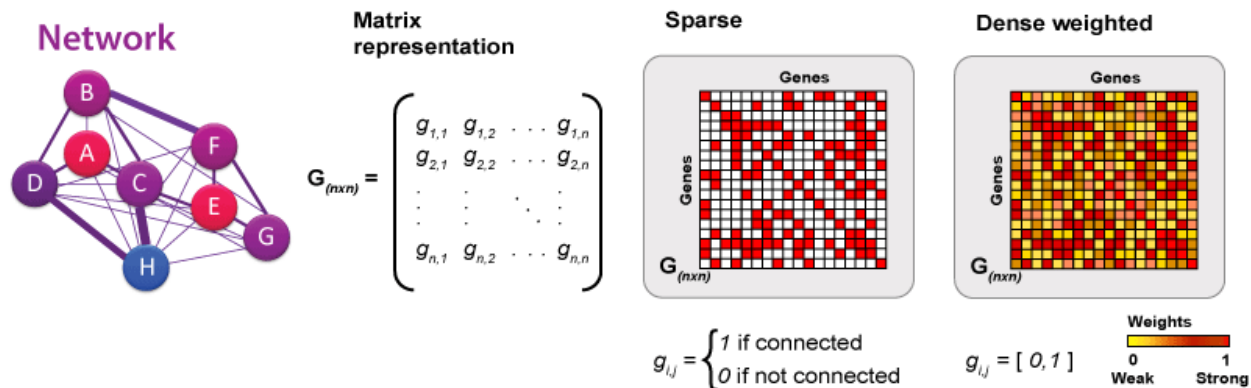 Network
B
A
F
D
C
E
G
H
Matrix
representation
G(nxn) =
g1,1 g1,2 . . . g1,n
g2,1 g2,2 . . . g2,n
. . . .
. . . .
. . . .
gn,1 gn,2 . . . gn,n
Sparse
Genes
Genes
G(nxn)
gi,j = { 1 if connected
0 if not connected
Dense weighted
Genes
Genes
G(nxn)
gi,j = [ 0,1 ]
Weights
0 1
Weak Strong